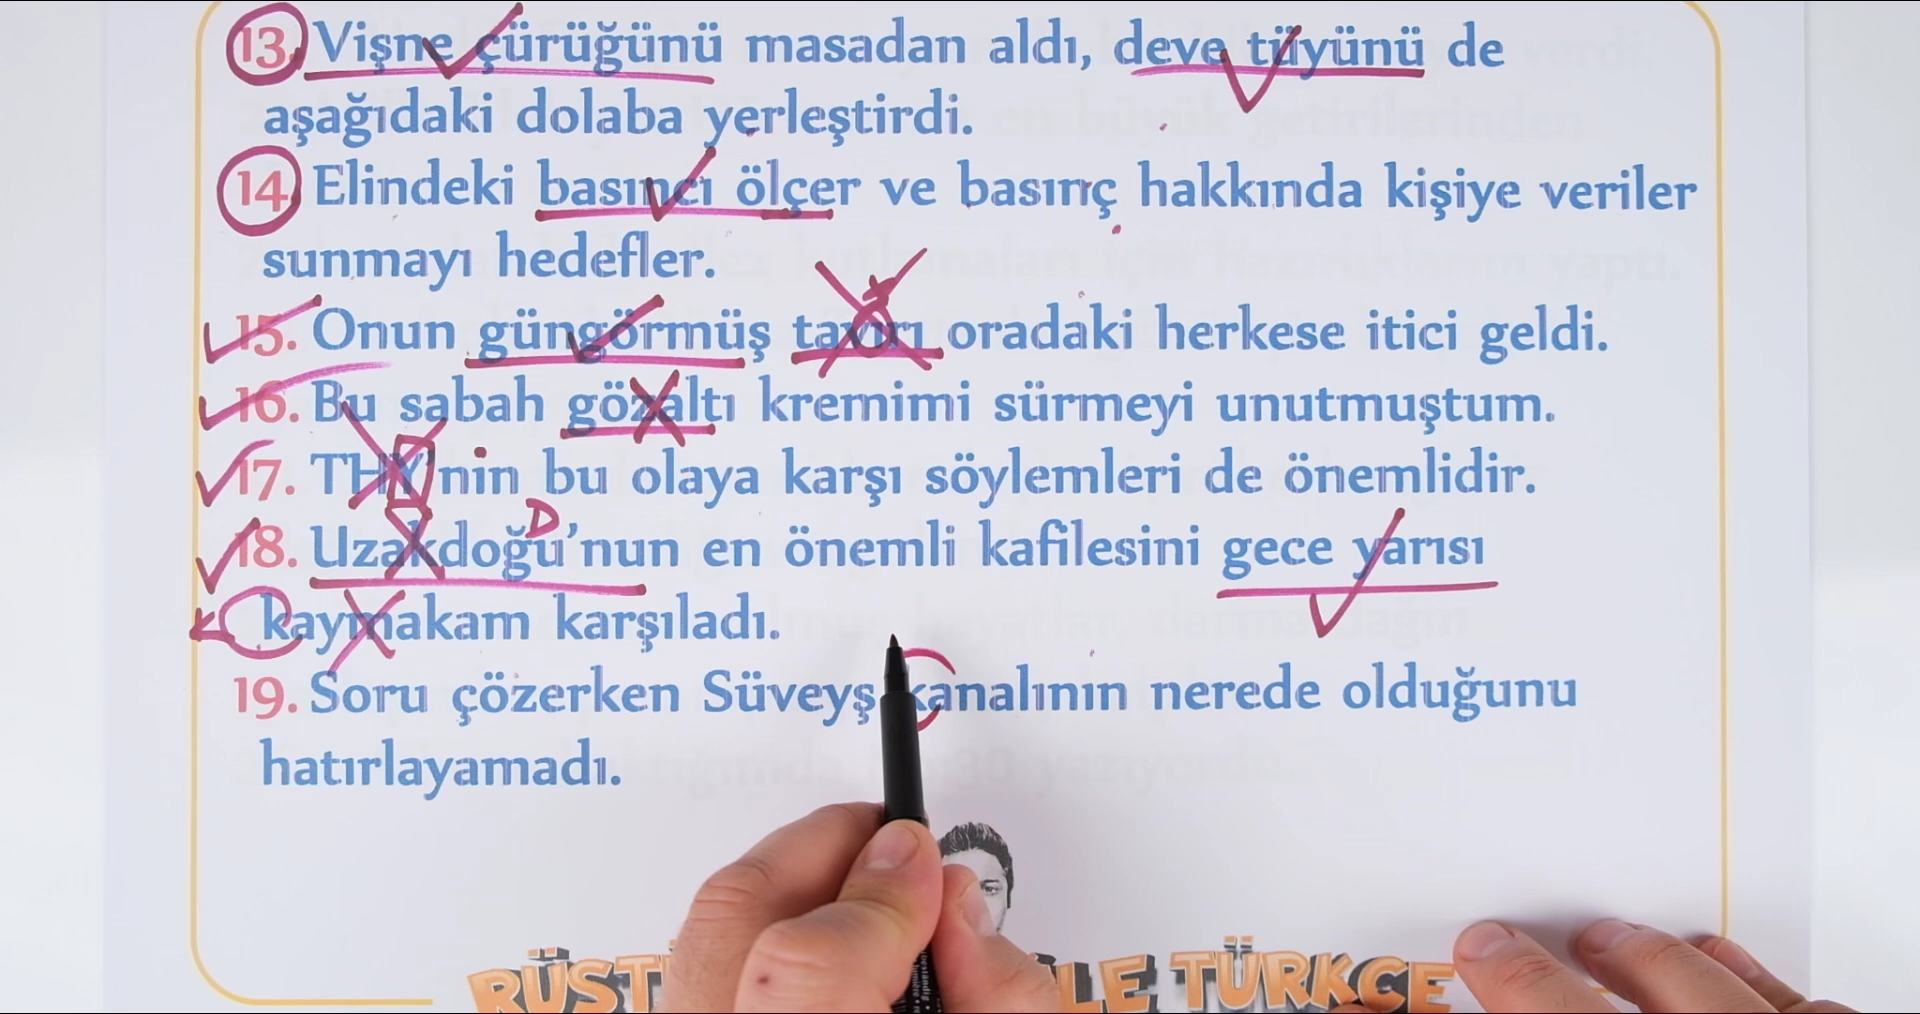 13. Vişne çürüğünü masadan aldı, deve tüyünü de
aşağıdaki dolaba yerleştirdi.
14. Elindeki basıncı ölçer ve basınç hakkında kişiye veriler
sunmayı hedefler.
15. Onun güngörmüş tavırı oradaki herkese itici geldi.
16. Bu sabah gözaltı kremimi sürmeyi unutmuştum.
17. THY'nin bu olaya karşı söylemleri de önemlidir.
D
18. Uzakdoğu'nun en önemli kafilesini gece yarısı
kaymakam karşıladı.
19. Soru çözerken Süveyş kanalının nerede olduğunu
hatırlayamadı.
TÜRKÇE